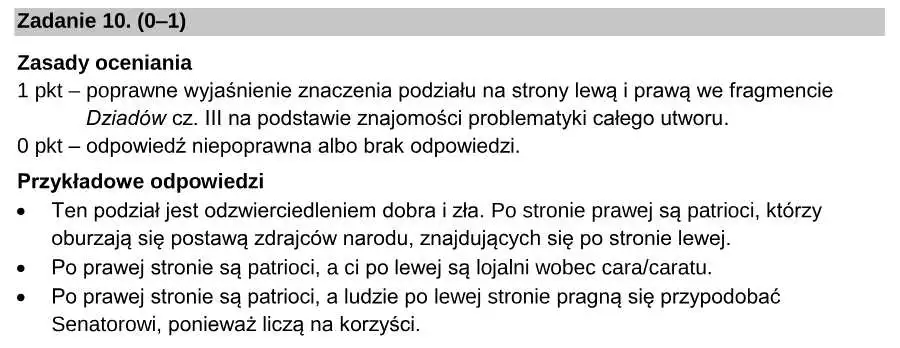 Zadanie 10. (0–1)
Zasady oceniania
1 pkt – poprawne wyjaśnienie znaczenia podziału na strony lewą i prawą we fragmencie
Dziadów cz. III na podstawie znajomości problematyki całego utworu.
0 pkt – odpowiedź niepoprawna albo brak odpowiedzi.
Przykładowe odpowiedzi
• Ten podział jest odzwierciedleniem dobra i zła. Po stronie prawej są patrioci, którzy
oburzają się postawą zdrajców narodu, znajdujących się po stronie lewej.
• Po prawej stronie są patrioci, a ci po lewej są lojalni wobec cara/caratu.
• Po prawej stronie są patrioci, a ludzie po lewej stronie pragną się przypodobać
Senatorowi, ponieważ liczą na korzyści.